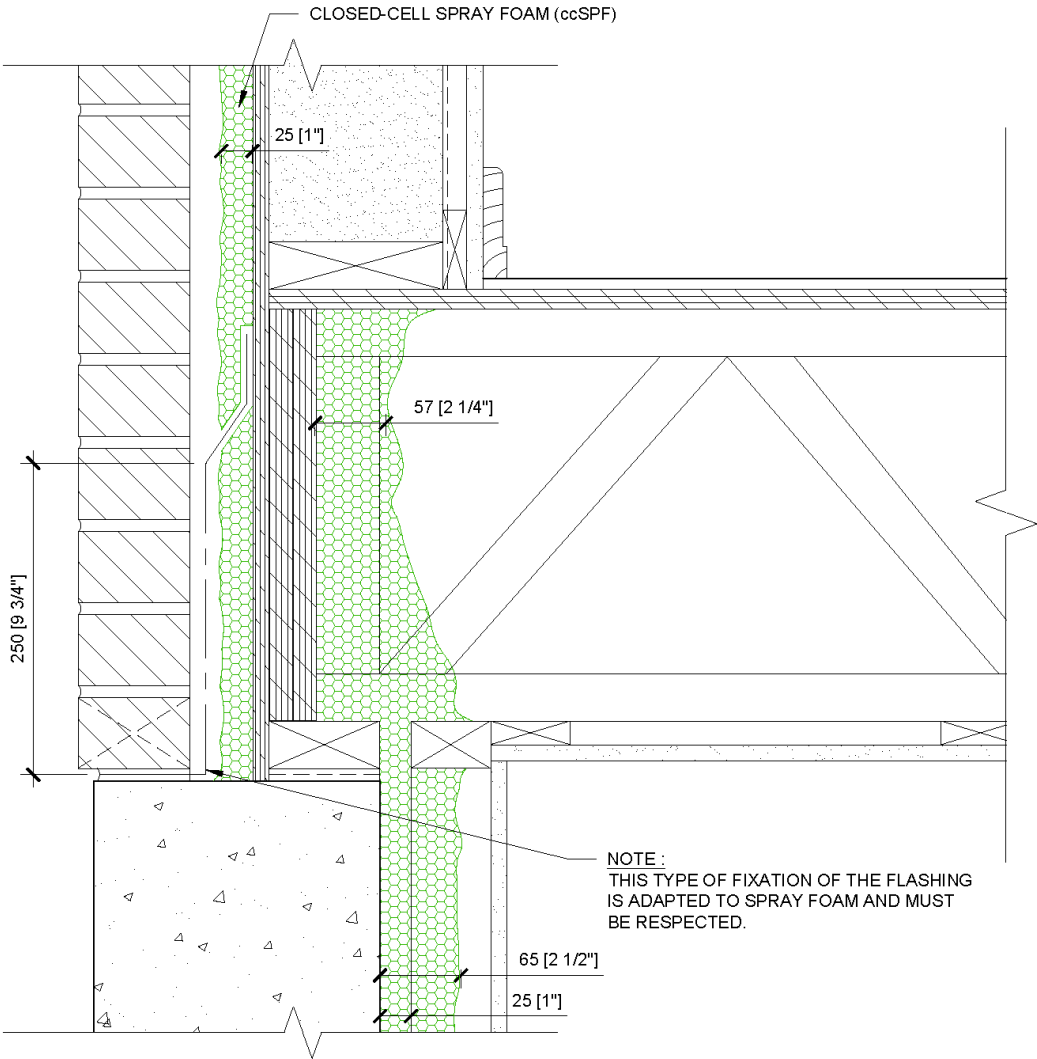 CLOSED-CELL SPRAY FOAM (ccSPF)
25 [1"]
57 [2 1/4"]
250 [9 3/4"]
NOTE :
THIS TYPE OF FIXATION OF THE FLASHING
IS ADAPTED TO SPRAY FOAM AND MUST
BE RESPECTED.
65 [2 1/2"]
25 [1"]